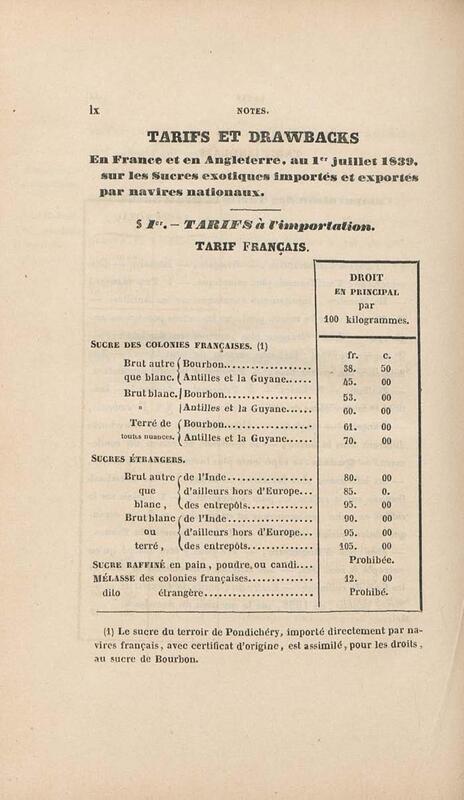 lx NOTES.
TARIFS ET DRAWBACKS
En France et en Angleterre, au 1er juillet 1839,
sur les Sucres exotiques importés et exportés
par navires nationaux.
§ 1er. — TARIFS à l'importation.
TARIF FRANÇAIS.
DROIT
EN PRINCIPAL
par
100 kilogrammes.
SUCRE DES COLONIES FRANÇAISES. (1)
fr. c.
Brut autre { Bourbon.................... 38. 50
que blanc. { Antilles et la Guyane...... 45. 00
Brut blanc. { Bourbon.................... 53. 00
" { Antilles et la Guyane...... 60. 00
Terré de { Bourbon.................... 61. 00
toutes nuances. { Antilles et la Guyane...... 70. 00
SUCRES ÉTRANGERS.
Brut autre { de l'Inde.................. 80. 00
que { d'ailleurs hors d'Europe... 85. 0.
blanc, { des entrepôts.............. 95. 00
Brut blanc { de l'Inde.................. 90. 00
ou { d'ailleurs hors d'Europe... 95. 00
terré, { des entrepôts.............. 105. 00
SUCRE RAFFINÉ en pain, poudre, ou candi.... Prohibée.
MÉLASSE des colonies françaises............ 12. 00
dito étrangère...................... Prohibé.
(1) Le sucre du terroir de Pondichéry, importé directement par na-
vires français, avec certificat d'origine, est assimilé, pour les droits,
au sucre de Bourbon.